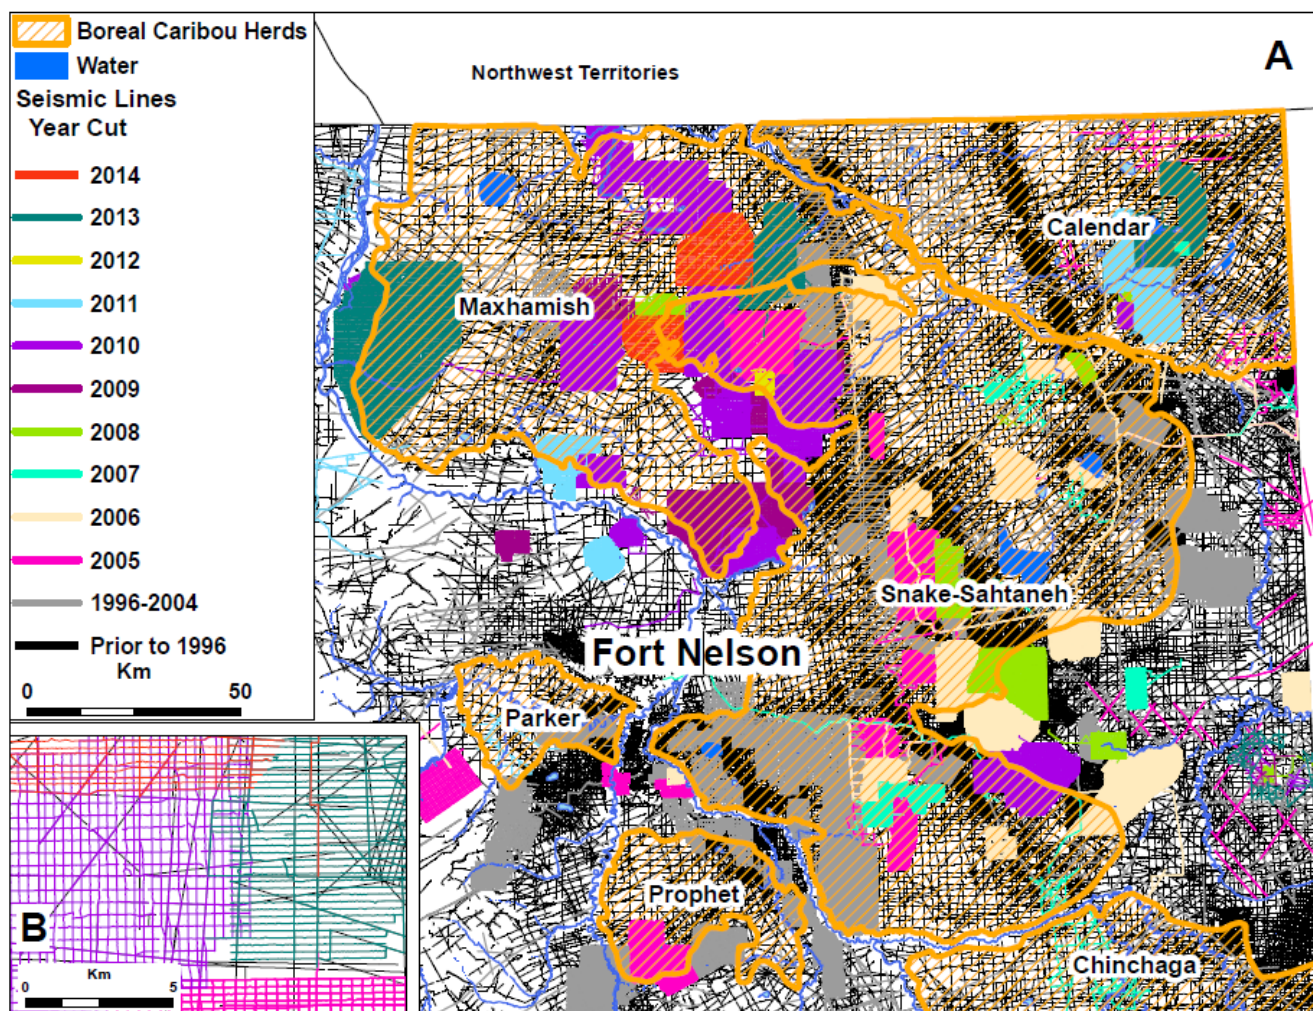 Boreal Caribou Herds
Water
Seismic Lines
Year Cut
2014
2013
2012
2011
2010
2009
2008
2007
2006
2005
1996-2004
Prior to 1996
Km
0 50
A
Northwest Territories
Calendar
Maxhamish
Snake-Sahtaneh
Fort Nelson
Parker
Prophet
Chinchaga
B
Km
0 5